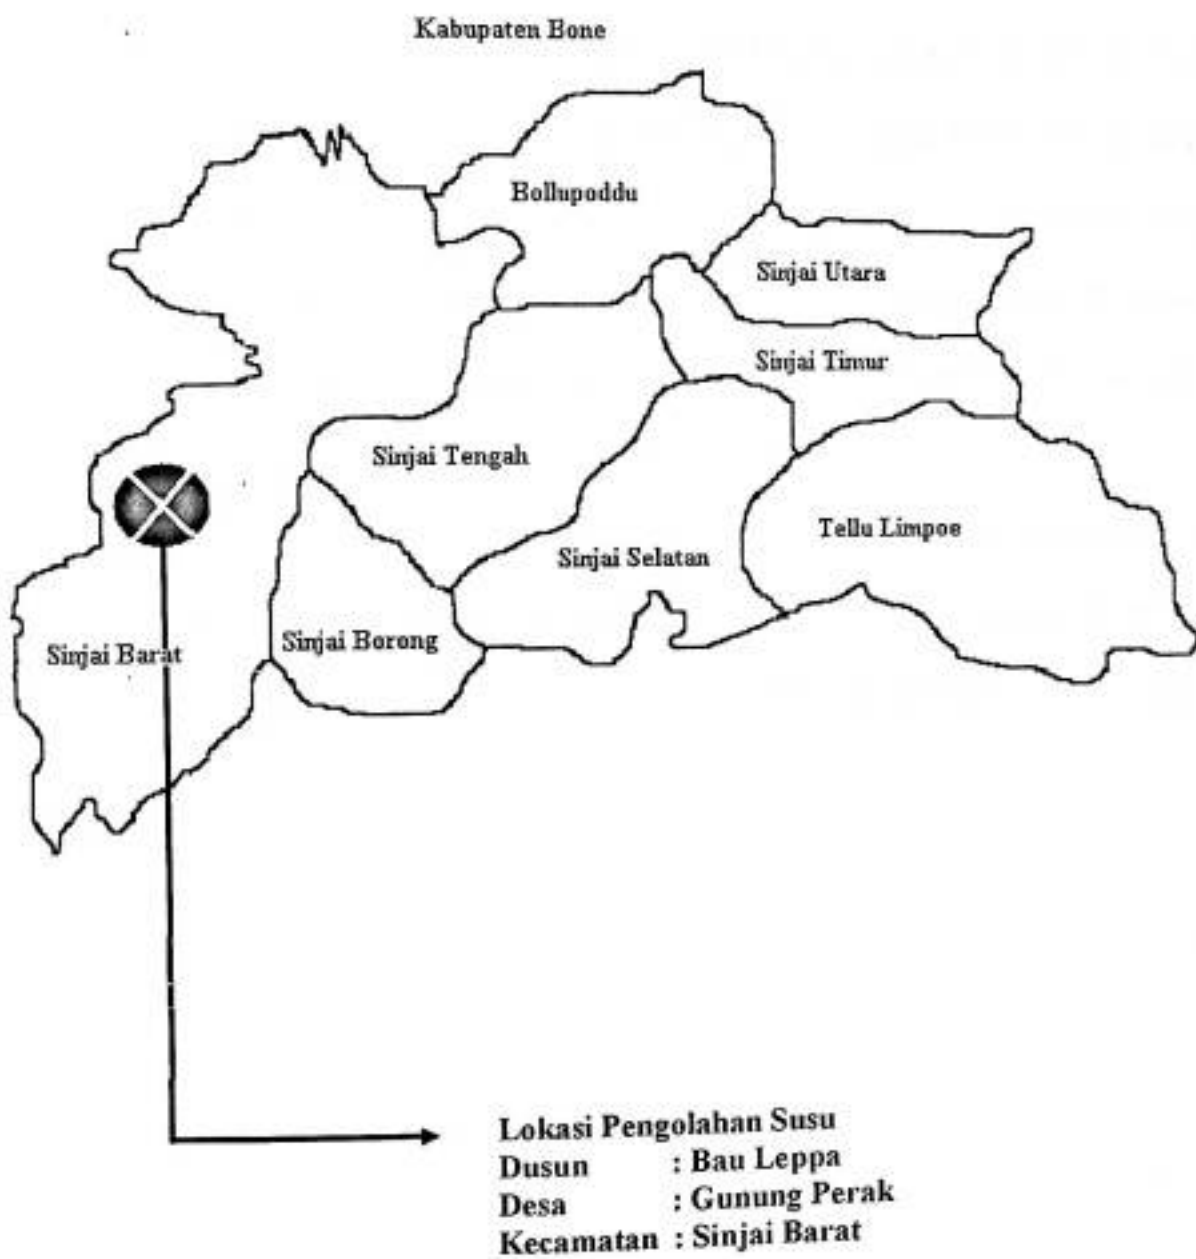 Kabupaten Bone
Bollupoddu
Sinjai Utara
Sinjai Timur
Sinjai Tengah
Tellu Limpoe
Sinjai Selatan
Sinjai Borong
Sinjai Barat
Lokasi Pengolahan Susu
Dusun : Bau Leppa
Desa : Gunung Perak
Kecamatan : Sinjai Barat